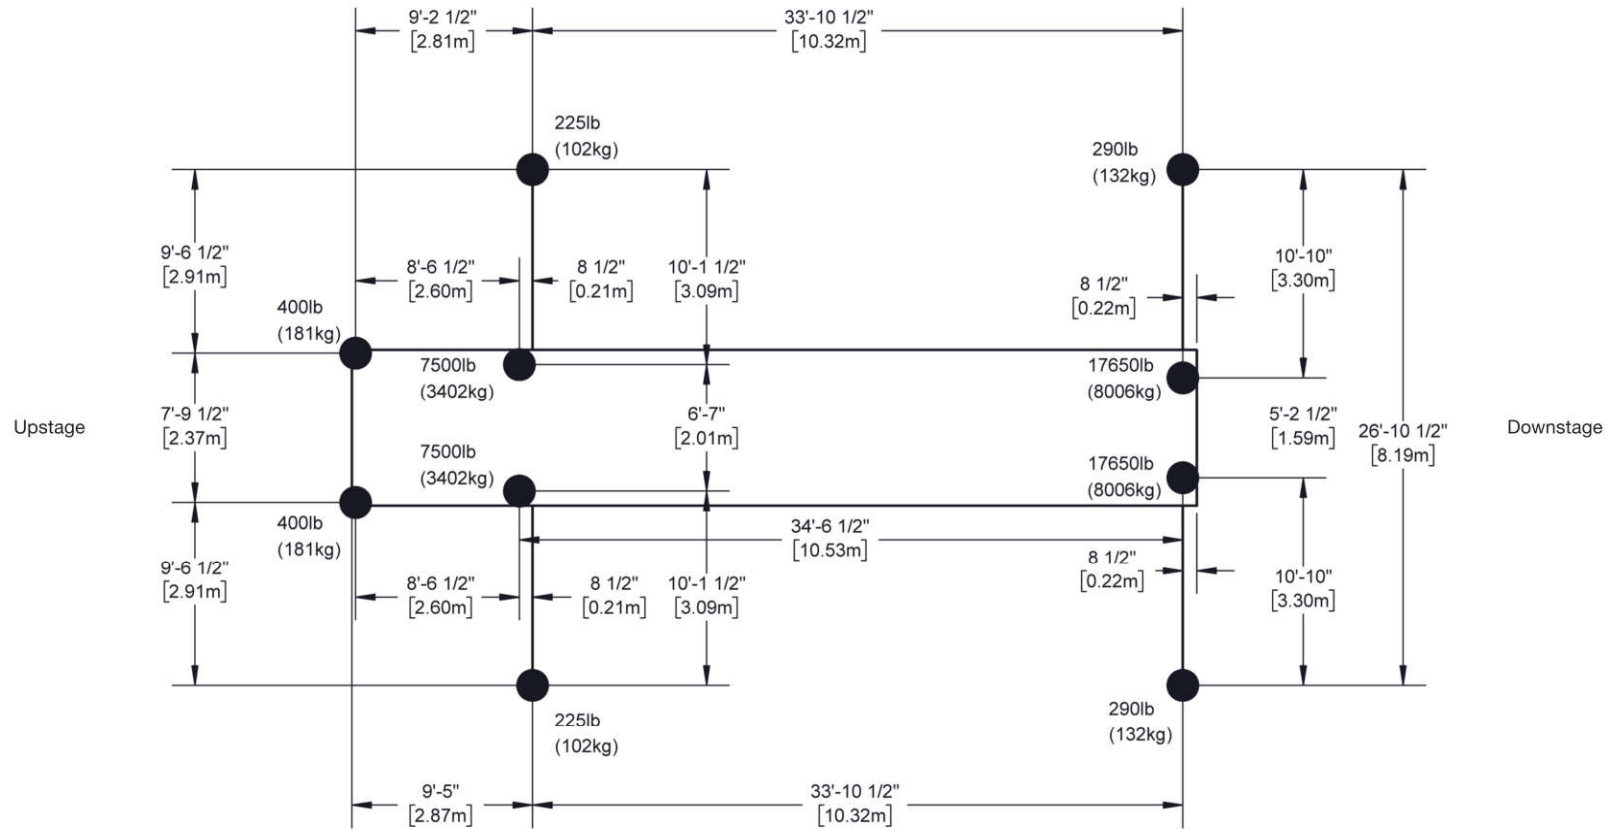 9'-2 1/2"
[2.81m]
33'-10 1/2"
[10.32m]
225lb
(102kg)
290lb
(132kg)
9'-6 1/2"
[2.91m]
8'-6 1/2"
[2.60m]
8 1/2"
[0.21m]
10'-1 1/2"
[3.09m]
8 1/2"
[0.22m]
10'-10"
[3.30m]
400lb
(181kg)
7500lb
(3402kg)
17650lb
(8006kg)
Upstage
7'-9 1/2"
[2.37m]
6'-7"
[2.01m]
5'-2 1/2"
[1.59m]
26'-10 1/2"
[8.19m]
Downstage
7500lb
(3402kg)
17650lb
(8006kg)
400lb
(181kg)
34'-6 1/2"
[10.53m]
9'-6 1/2"
[2.91m]
8'-6 1/2"
[2.60m]
8 1/2"
[0.21m]
10'-1 1/2"
[3.09m]
8 1/2"
[0.22m]
10'-10"
[3.30m]
225lb
(102kg)
290lb
(132kg)
9'-5"
[2.87m]
33'-10 1/2"
[10.32m]